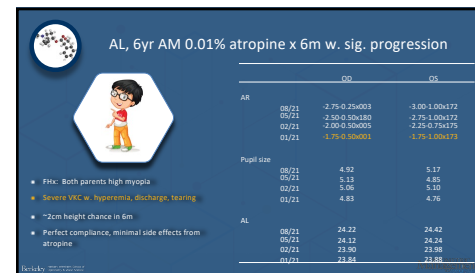 AL, 6yr AM 0.01% atropine x 6m w. sig. progression
FHx: Both parents high myopia
Severe VKC w. hyperemia, discharge, tearing
~2cm height chance in 6m
Perfect compliance, minimal side effects from
atropine
OD OS
AR
08/21 -2.75-0.25x003 -3.00-1.00x172
05/21 -2.50-0.50x180 -2.75-1.00x172
02/21 -2.00-0.50x005 -2.25-0.75x175
01/21 -1.75-0.50x001 -1.75-1.00x173
Pupil size
08/21 4.92 5.17
05/21 5.13 4.85
02/21 5.06 5.10
01/21 4.83 4.76
AL
08/21 24.22 24.42
05/21 24.12 24.24
02/21 23.90 23.98
01/21 23.84 23.88
Berkeley